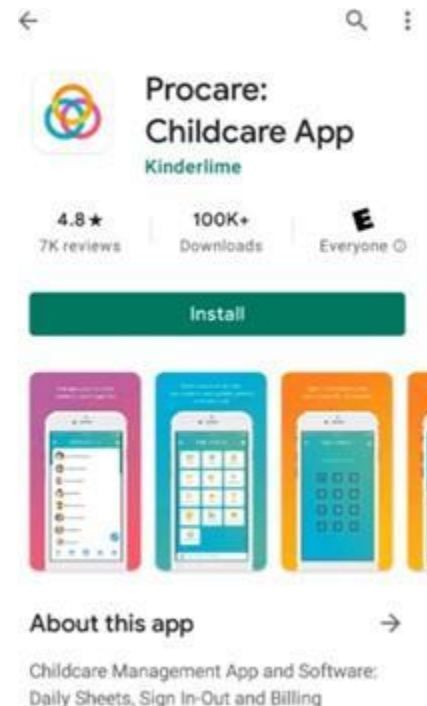 Procare:
Childcare App
Kinderlime
4.8★
7K reviews
100K+
Downloads
E
Everyone
Install
About this app
Childcare Management App and Software:
Daily Sheets, Sign In-Out and Billing